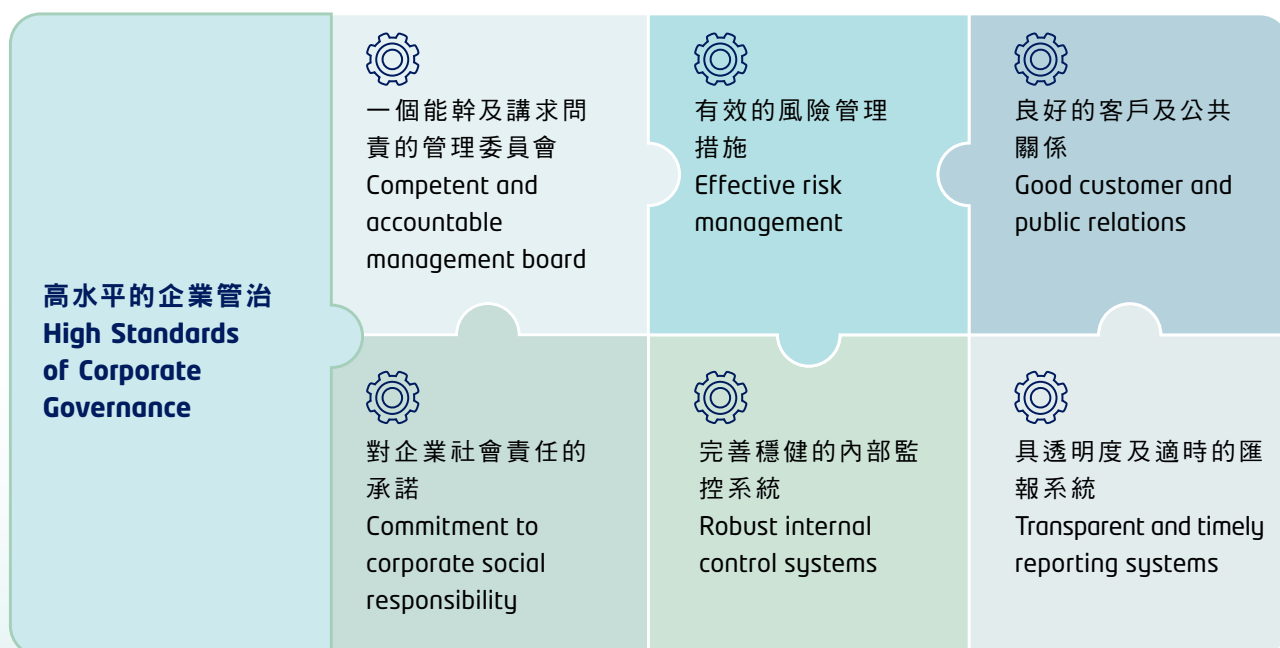 高水平的企業管治
High Standards
of Corporate
Governance
一個能幹及講求問
責的管理委員會
Competent and
accountable
management board
有效的風險管理
措施
Effective risk
management
良好的客戶及公共
關係
Good customer and
public relations
對企業社會責任的
承諾
Commitment to
corporate social
responsibility
完善穩健的內部監
控系統
Robust internal
control systems
具透明度及適時的匯
報系統
Transparent and timely
reporting systems